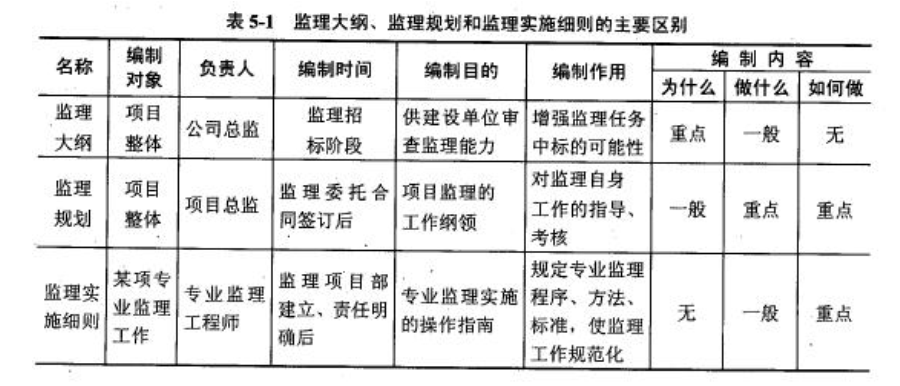 表 5-1 监理大纲、监理规划和监理实施细则的主要区别
名称 编制对象 负责人 编制时间 编制目的 编制作用 编制内容
为什么 做什么 如何做
监理大纲 项目整体 公司总监 监理招标阶段 供建设单位审查监理能力 增强监理任务中标的可能性 重点 一般 无
监理规划 项目整体 项目总监 监理委托合同签订后 项目监理的工作纲领 对监理自身工作的指导、考核 一般 重点 重点
监理实施细则 某项专业监理工作 专业监理工程师 监理项目部建立、责任明确后 专业监理实施的操作指南 规定专业监理程序、方法、标准，使监理工作规范化 无 一般 重点